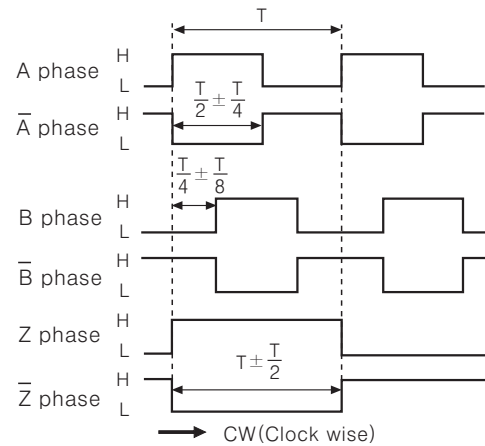 T
H
A phase
L
H
A̅ phase
L
T/2 ± T/4
T/4 ± T/8
H
B phase
L
H
B̅ phase
L
H
Z phase
L
H
Z̅ phase
L
T ± T/2
CW(Clock wise)